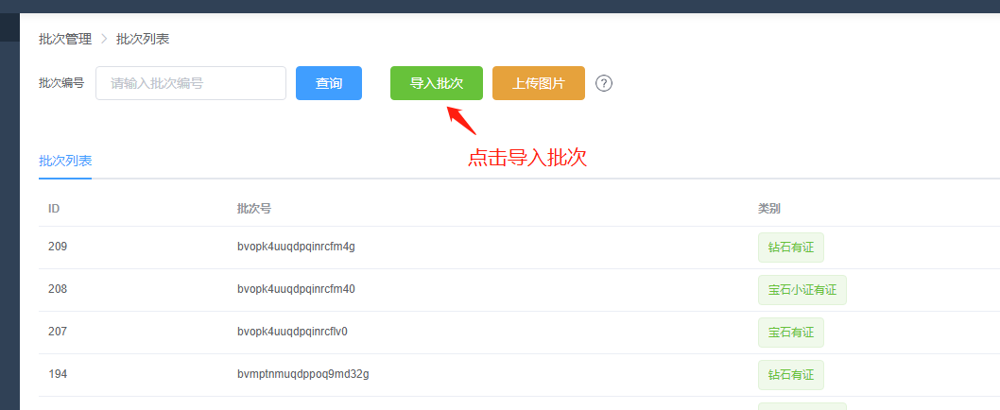 批次管理 > 批次列表
批次编号 请输入批次编号 查询 导入批次 上传图片 ?
点击导入批次
批次列表
ID 批次号 类别
209 bvopk4uuqdpqinrcfm4g 钻石有证
208 bvopk4uuqdpqinrcfm40 宝石小证有证
207 bvopk4uuqdpqinrcflv0 宝石有证
194 bvmptnmuqdppoq9md32g 钻石有证